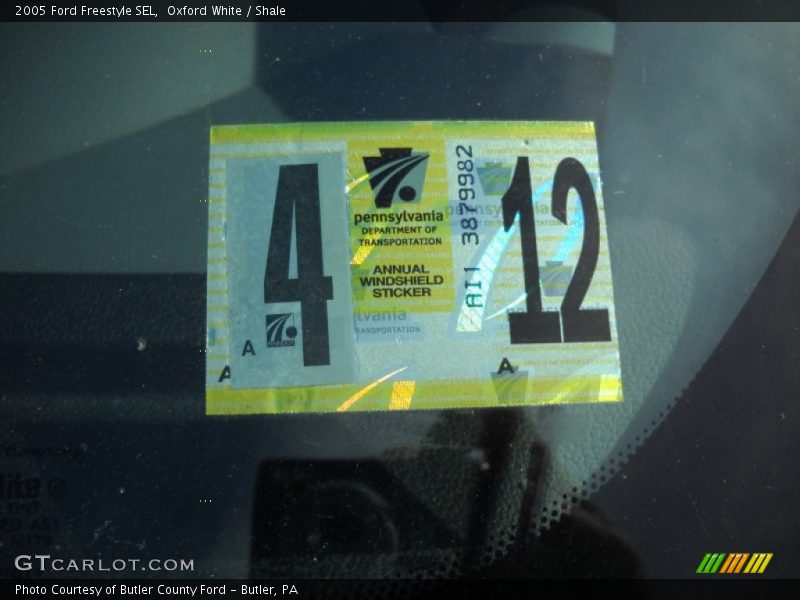 2005 Ford Freestyle SEL,  Oxford White / Shale
4
pennsylvania
DEPARTMENT OF
TRANSPORTATION
ANNUAL
WINDSHIELD
STICKER
AI1 3879982
12
A
A
A
GTCARLOT.COM
Photo Courtesy of Butler County Ford – Butler, PA